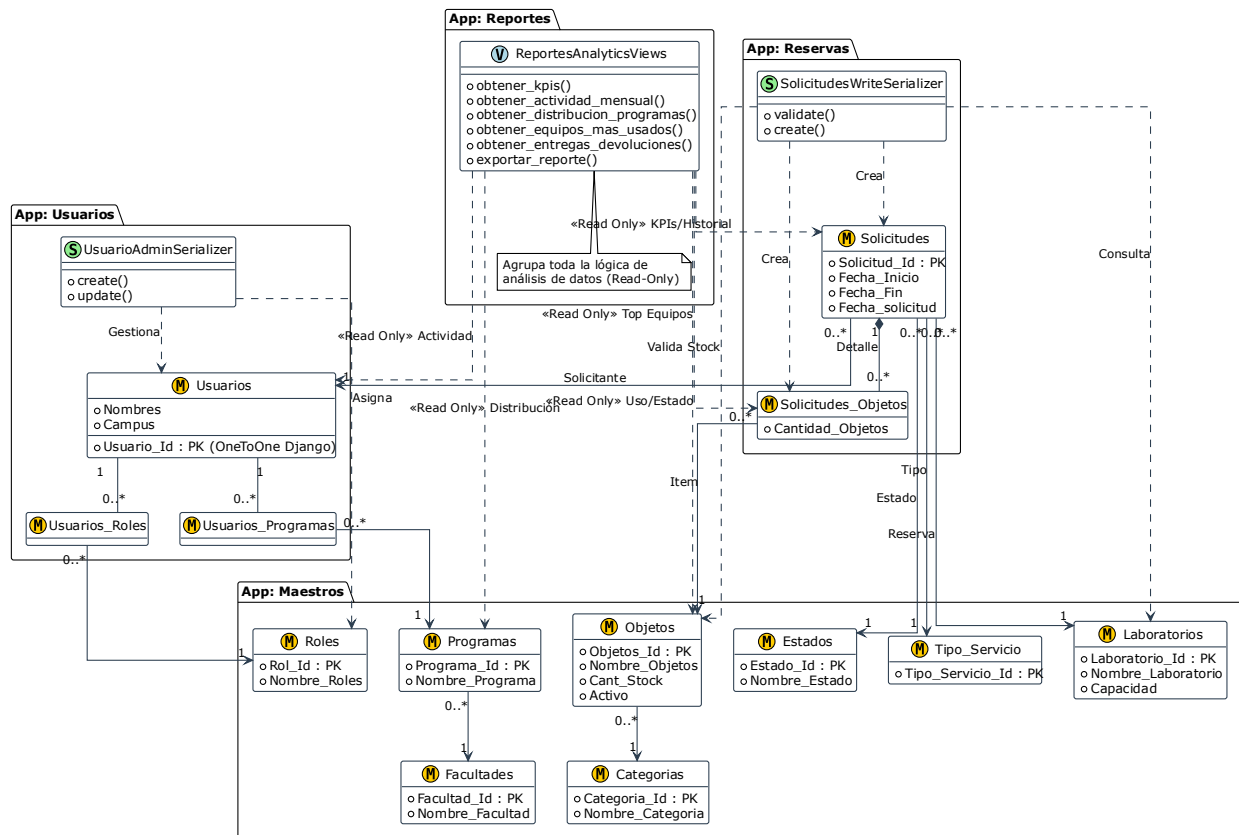 App: Reportes
V ReportesAnalyticsViews
obtener_kpis()
obtener_actividad_mensual()
obtener_distribucion_programas()
obtener_equipos_mas_usados()
obtener_entregas_devoluciones()
exportar_reporte()
Agrupa toda la lógica de
análisis de datos (Read-Only)
App: Reservas
S SolicitudesWriteSerializer
validate()
create()
Crea
Crea
Consulta
Valida Stock
M Solicitudes
Solicitud_Id : PK
Fecha_Inicio
Fecha_Fin
Fecha_solicitud
0..*
1
0..*
0..*
0..*
Detalle
0..*
M Solicitudes_Objetos
Cantidad_Objetos
0..*
«Read Only» KPIs/Historial
«Read Only» Top Equipos
«Read Only» Actividad
«Read Only» Distribución
«Read Only» Uso/Estado
Solicitante
1
Item
Tipo
Estado
Reserva
App: Usuarios
S UsuarioAdminSerializer
create()
update()
Gestiona
Asigna
M Usuarios
Nombres
Campus
Usuario_Id : PK (OneToOne Django)
1
1
0..*
0..*
M Usuarios_Roles
M Usuarios_Programas
0..*
0..*
App: Maestros
1
1
1
1
1
1
M Roles
Rol_Id : PK
Nombre_Roles
M Programas
Programa_Id : PK
Nombre_Programa
0..*
1
M Objetos
Objetos_Id : PK
Nombre_Objetos
Cant_Stock
Activo
0..*
1
M Estados
Estado_Id : PK
Nombre_Estado
M Tipo_Servicio
Tipo_Servicio_Id : PK
M Laboratorios
Laboratorio_Id : PK
Nombre_Laboratorio
Capacidad
M Facultades
Facultad_Id : PK
Nombre_Facultad
M Categorias
Categoria_Id : PK
Nombre_Categoria